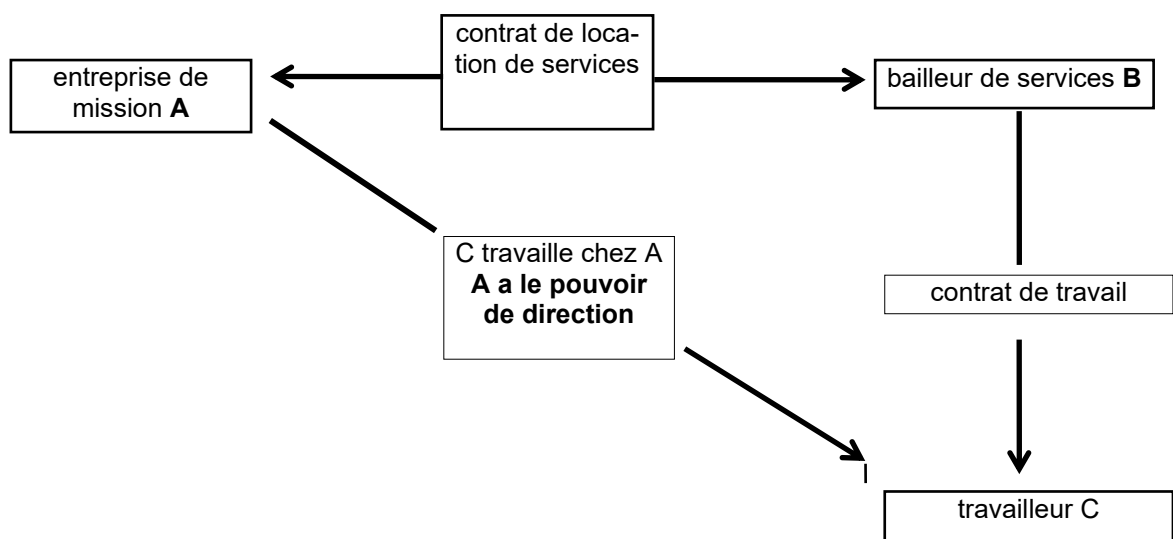 contrat de loca-
tion de services
entreprise de
mission A
bailleur de services B
C travaille chez A
A a le pouvoir
de direction
contrat de travail
travailleur C